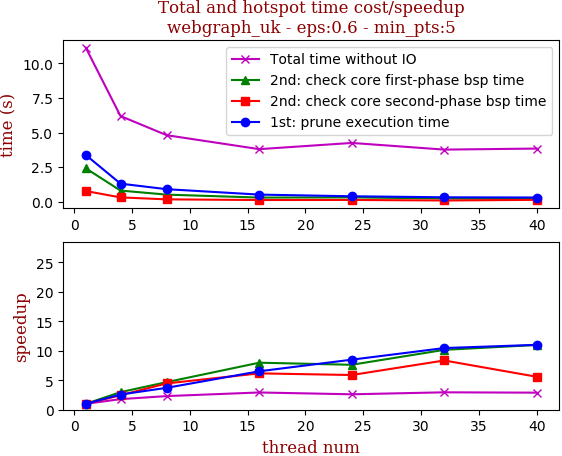 Total and hotspot time cost/speedup
webgraph_uk - eps:0.6 - min_pts:5
time (s)
10.0
7.5
5.0
2.5
0.0
Total time without IO
2nd: check core first-phase bsp time
2nd: check core second-phase bsp time
1st: prune execution time
0 5 10 15 20 25 30 35 40
speedup
25
20
15
10
5
0
0 5 10 15 20 25 30 35 40
thread num